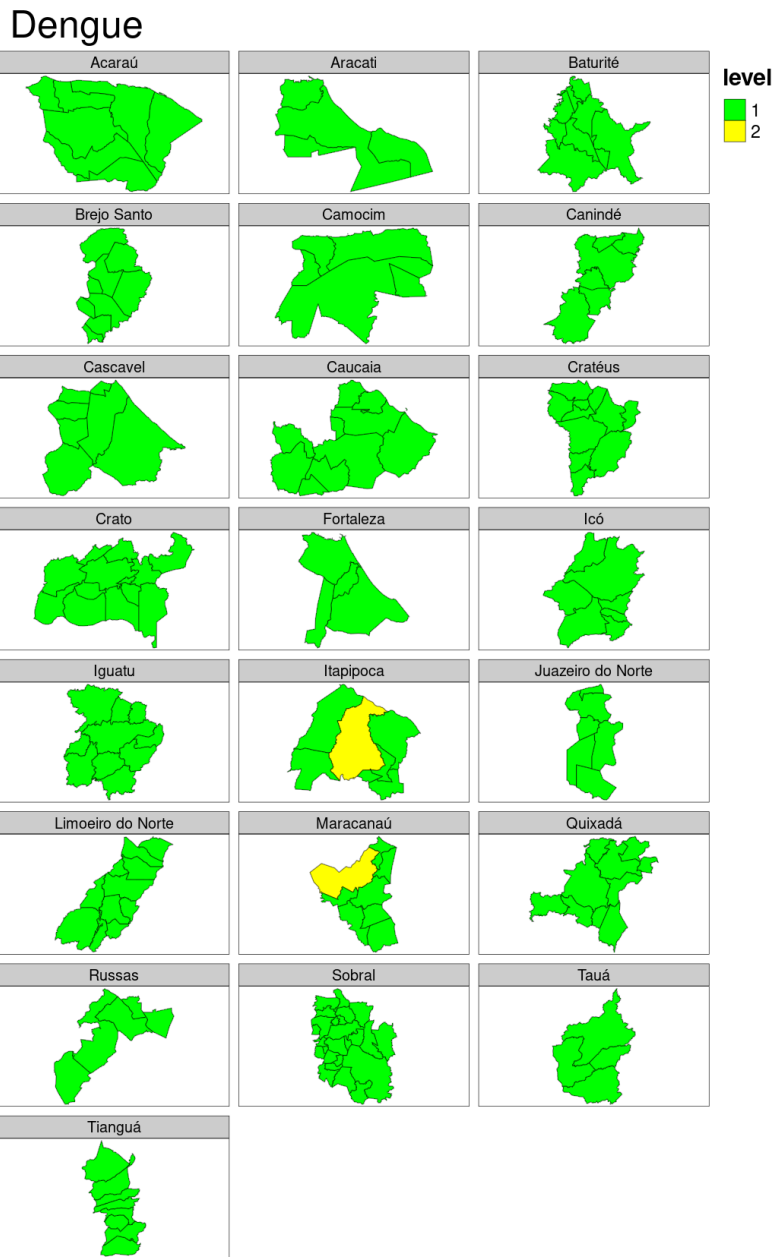 Dengue
Acaraú
Aracati
Baturité
level
1
2
Brejo Santo
Camocim
Canindé
Cascavel
Caucaia
Cratéus
Crato
Fortaleza
Icó
Iguatu
Itapipoca
Juazeiro do Norte
Limoeiro do Norte
Maracanaú
Quixadá
Russas
Sobral
Tauá
Tianguá